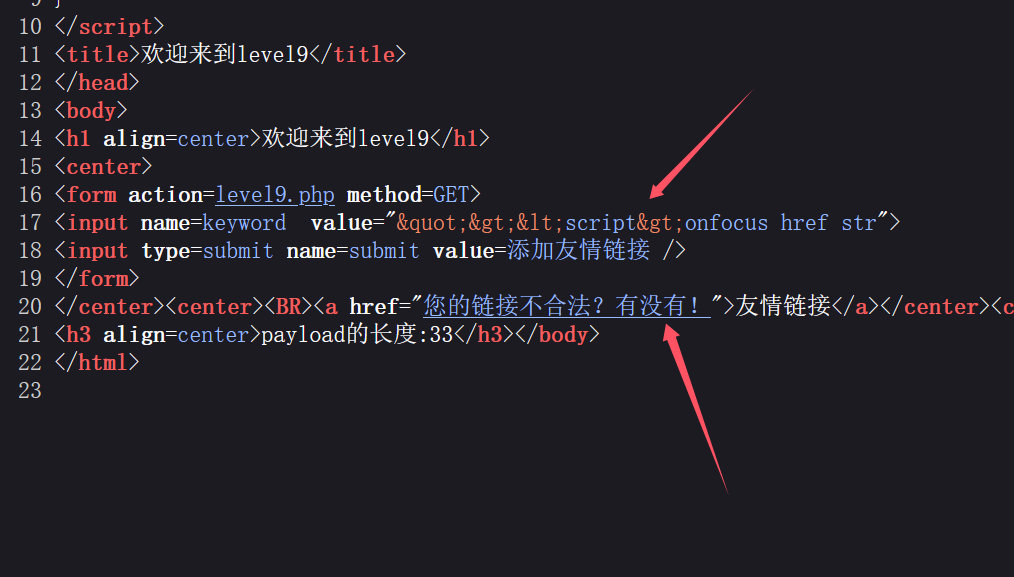 9 }
10 </script>
11 <title>欢迎来到level9</title>
12 </head>
13 <body>
14 <h1 align=center>欢迎来到level9</h1>
15 <center>
16 <form action=level9.php method=GET>
17 <input name=keyword  value="&quot;&gt;&lt;script&gt;onfocus href str">
18 <input type=submit name=submit value=添加友情链接 />
19 </form>
20 </center><center><BR><a href="您的链接不合法？有没有！">友情链接</a></center><c
21 <h3 align=center>payload的长度:33</h3></body>
22 </html>
23